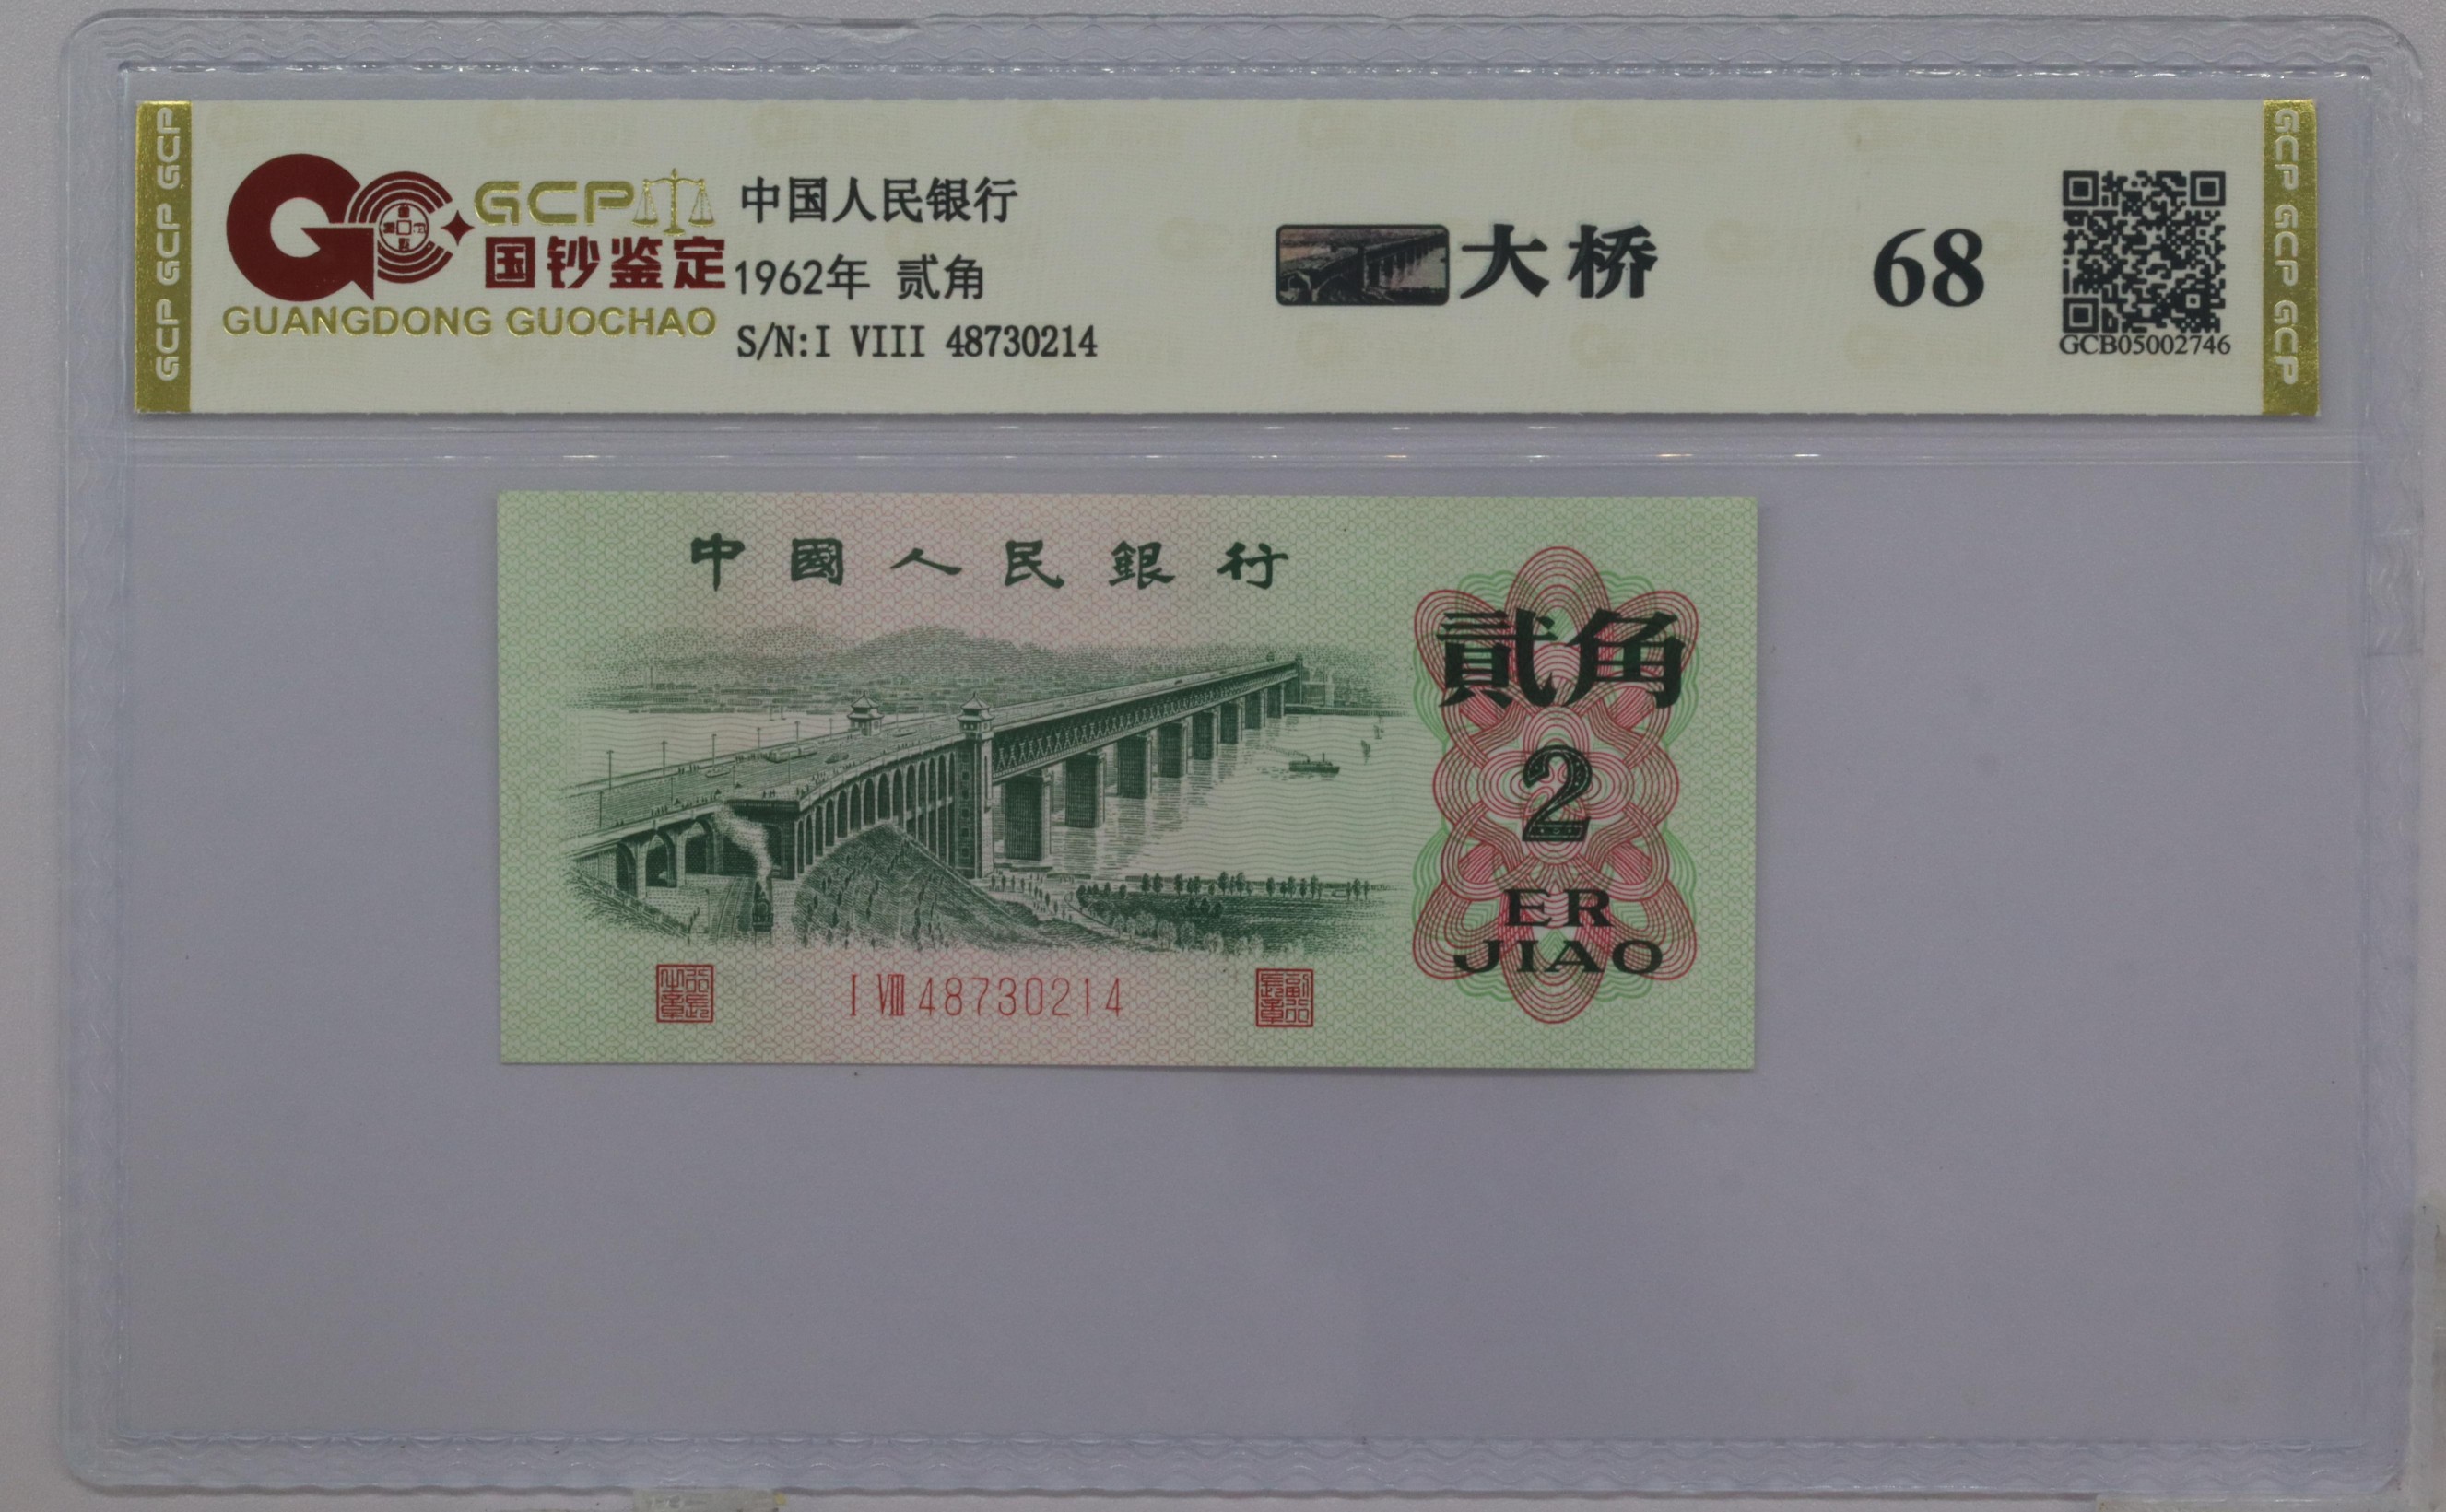 GCP GCP GCP
GCP
国钞鉴定
GUANGDONG GUOCHAO
中国人民银行
1962年 贰角
S/N:I VIII 48730214
大桥
68
GCB05002746
GCP GCP GCP
中國人民銀行
貳角
2
ER
JIAO
I VIII 48730214